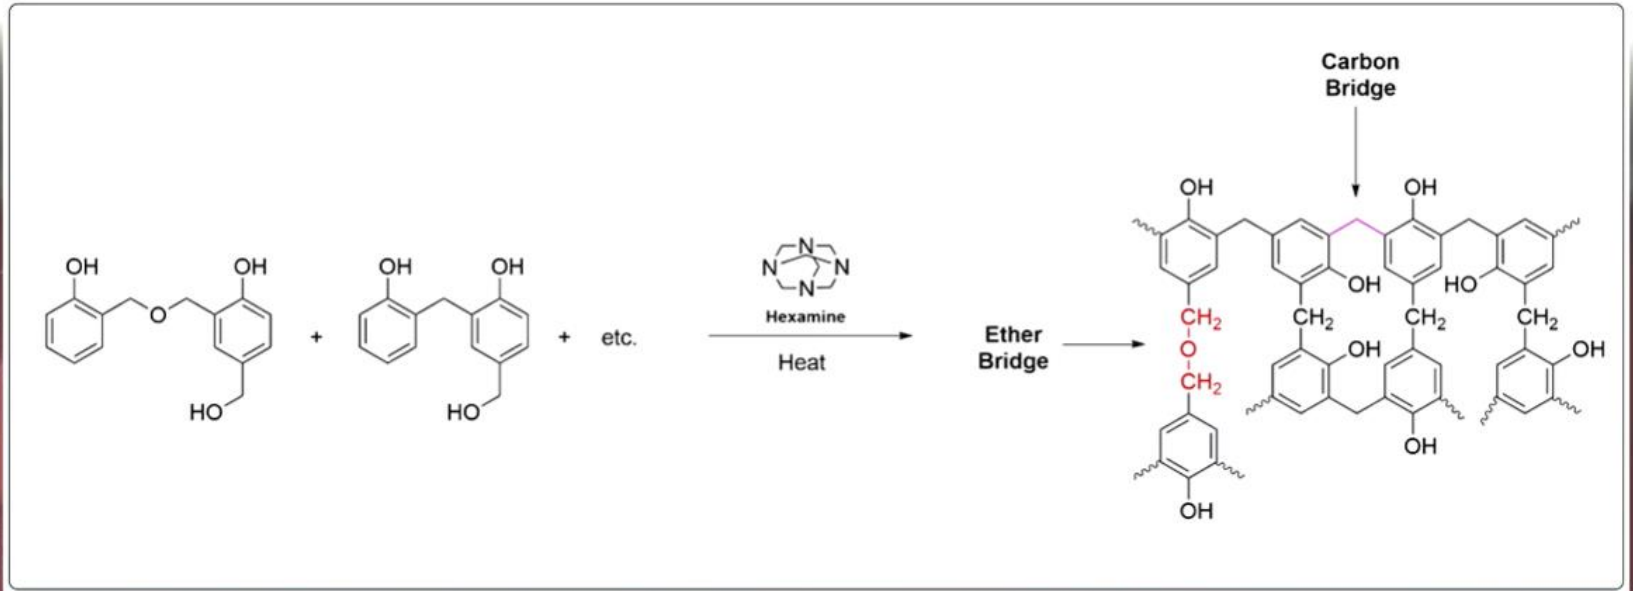 Carbon
Bridge
OH
OH
OH
O
HO
+
OH
OH
HO
+
etc.
N
N
N
N
Hexamine
Heat
Ether
Bridge
OH
OH
OH
HO
CH2
O
CH2
CH2
CH2
CH2
OH
OH
OH
OH